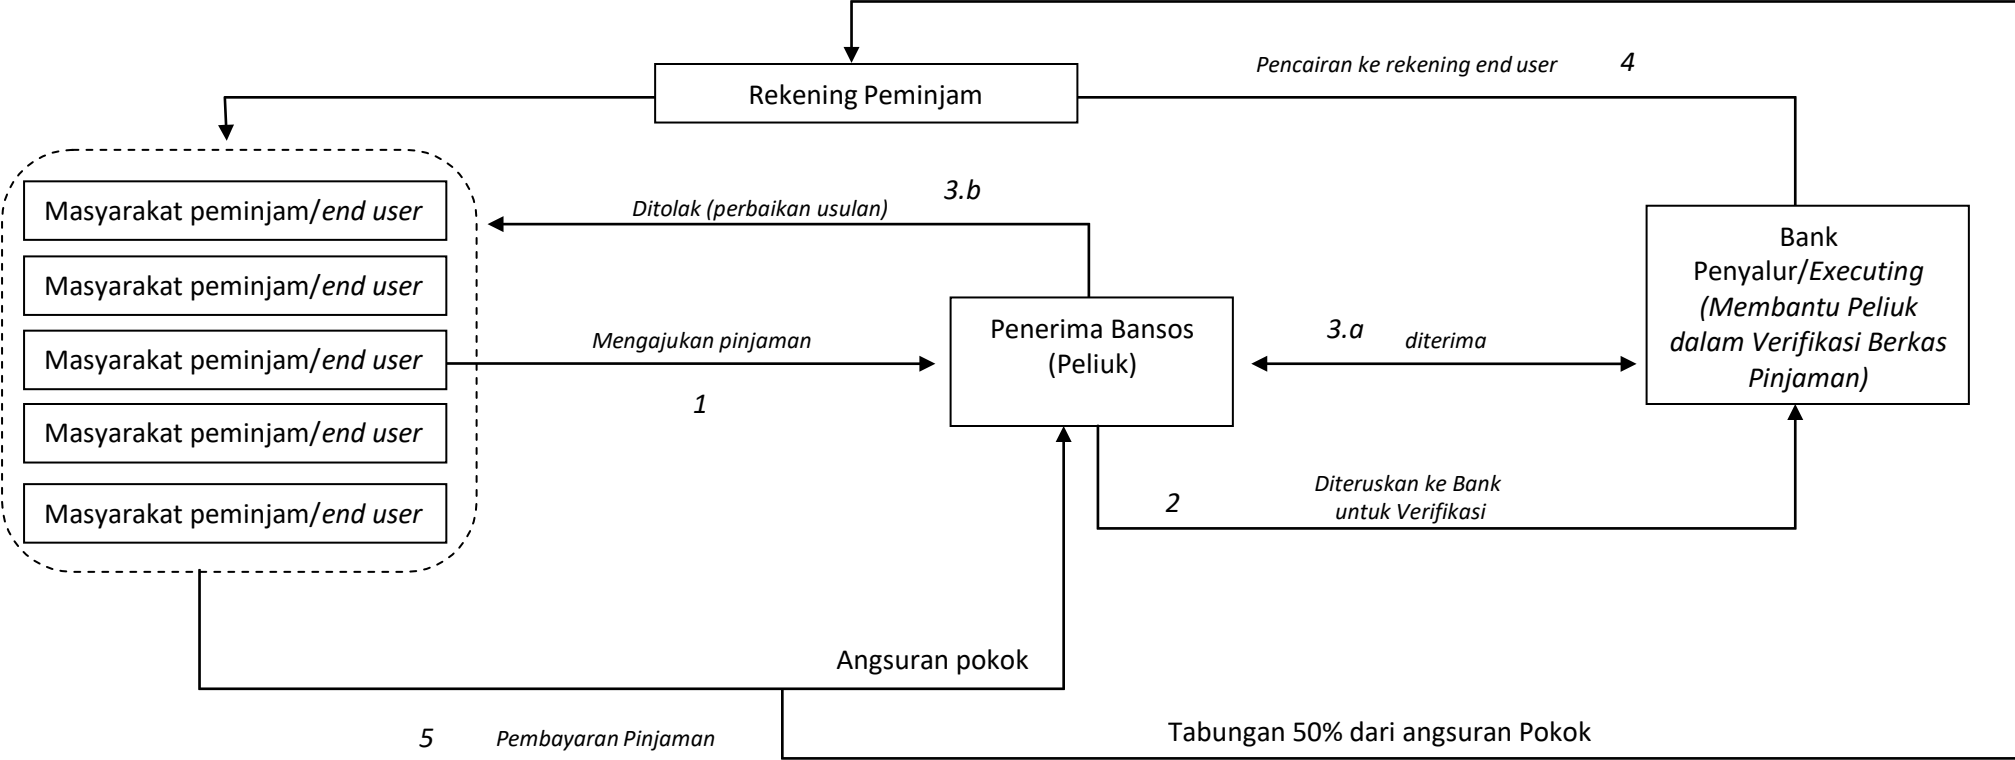 Pencairan ke rekening end user 4
Rekening Peminjam
Masyarakat peminjam/end user
Masyarakat peminjam/end user
Masyarakat peminjam/end user
Masyarakat peminjam/end user
Masyarakat peminjam/end user
3.b
Ditolak (perbaikan usulan)
Mengajukan pinjaman
1
Penerima Bansos
(Peliuk)
3.a diterima
Bank
Penyalur/Executing
(Membantu Peliuk
dalam Verifikasi Berkas
Pinjaman)
2
Diteruskan ke Bank
untuk Verifikasi
Angsuran pokok
5 Pembayaran Pinjaman
Tabungan 50% dari angsuran Pokok